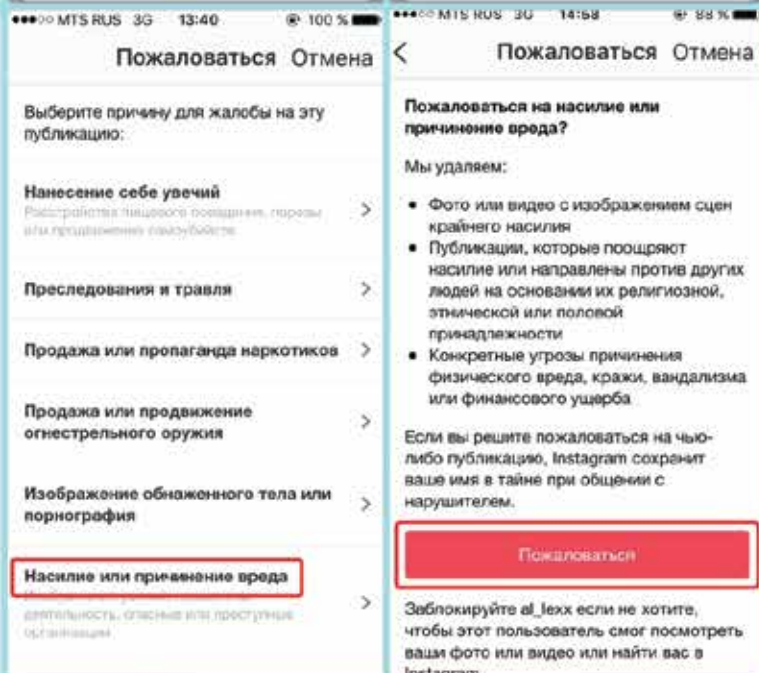 MTS RUS 3G 13:40 100 %
Пожаловаться Отмена
Выберите причину для жалобы на эту
публикацию:
Нанесение себе увечий
Расстройства пищевого поведения, порезы
или продвижение самоубийств
Преследования и травля
Продажа или пропаганда наркотиков
Продажа или продвижение
огнестрельного оружия
Изображение обнаженного тела или
порнография
Насилие или причинение вреда
деятельность, опасные или преступные
организации
MTS RUS 3G 14:58 88 %
Пожаловаться Отмена
Пожаловаться на насилие или
причинение вреда?
Мы удаляем:
• Фото или видео с изображением сцен
крайнего насилия
• Публикации, которые поощряют
насилие или направлены против других
людей на основании их религиозной,
этнической или половой
принадлежности
• Конкретные угрозы причинения
физического вреда, кражи, вандализма
или финансового ущерба
Если вы решите пожаловаться на чью-
либо публикацию, Instagram сохранит
ваше имя в тайне при общении с
нарушителем.
Пожаловаться
Заблокируйте al_lexx если не хотите,
чтобы этот пользователь смог посмотреть
ваши фото или видео или найти вас в
Instagram